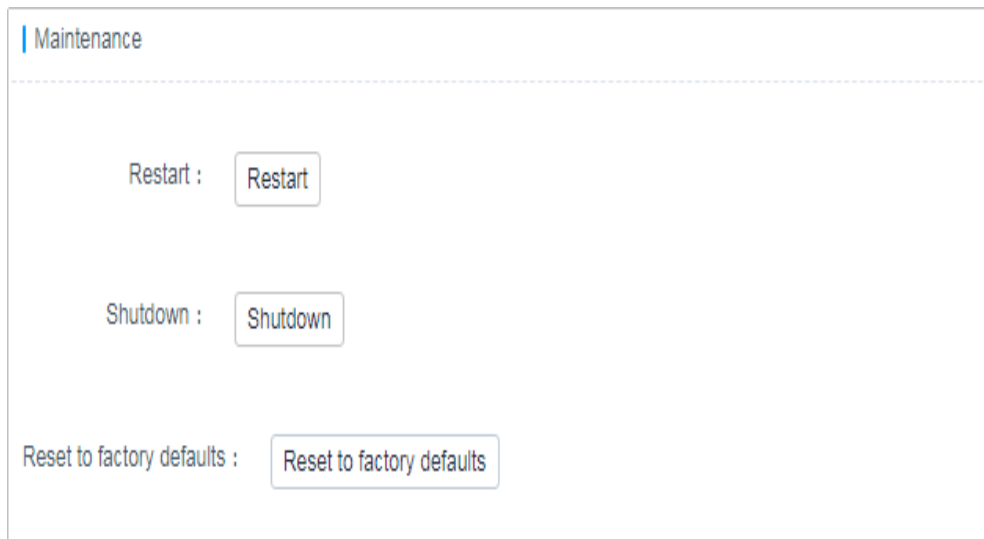 Maintenance
Restart : Restart
Shutdown : Shutdown
Reset to factory defaults : Reset to factory defaults